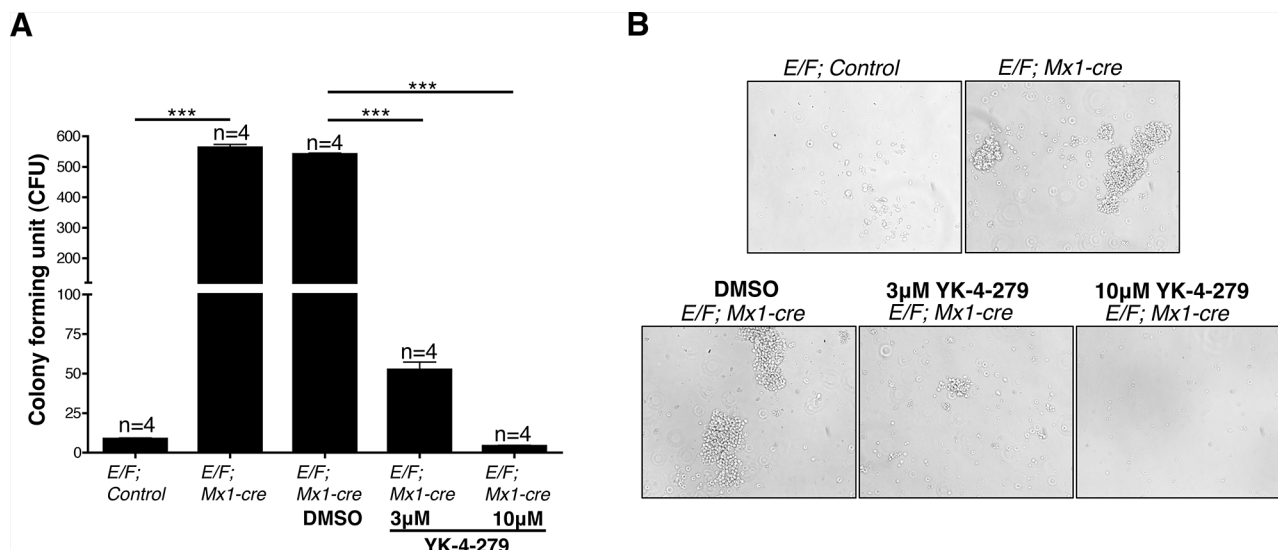 A
B
***
***
***
n=4
n=4
n=4
n=4
n=4
Colony forming unit (CFU)
600
500
400
300
200
100
75
50
25
0
E/F; Control
E/F; Mx1-cre
E/F; Mx1-cre
E/F; Mx1-cre
E/F; Mx1-cre
DMSO
3µM
10µM
YK-4-279
E/F; Control
E/F; Mx1-cre
DMSO
E/F; Mx1-cre
3µM YK-4-279
E/F; Mx1-cre
10µM YK-4-279
E/F; Mx1-cre